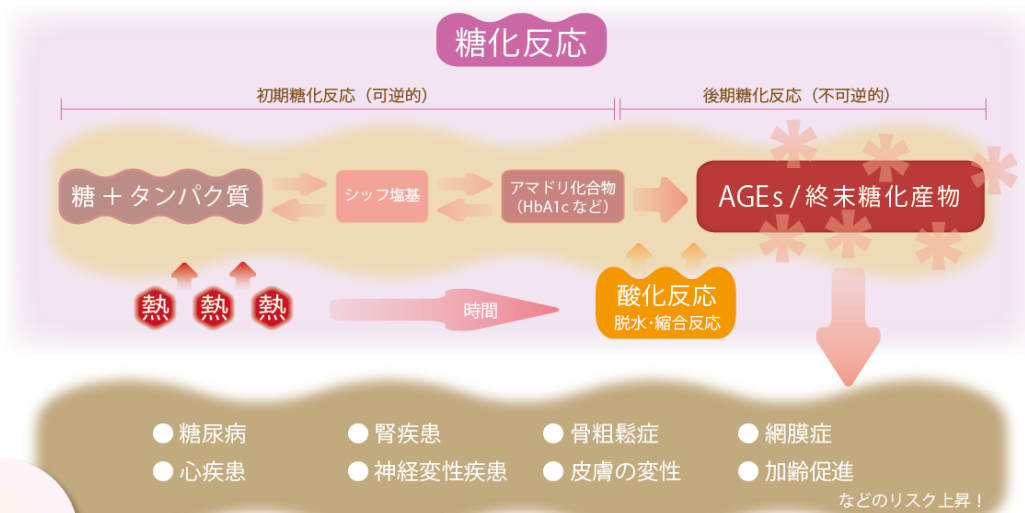 糖化反応
初期糖化反応（可逆的）
後期糖化反応（不可逆的）
糖＋タンパク質
シッフ塩基
アマドリ化合物
（HbA1c など）
AGEs / 終末糖化産物
熱 熱 熱
時間
酸化反応
脱水・縮合反応
●糖尿病 ●腎疾患 ●骨粗鬆症 ●網膜症
●心疾患 ●神経変性疾患 ●皮膚の変性 ●加齢促進
などのリスク上昇！